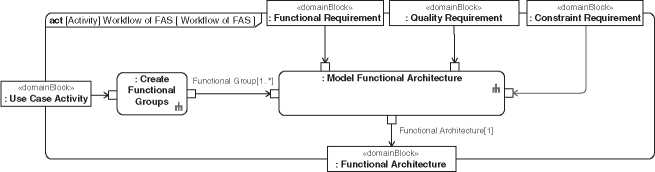 act [Activity] Workflow of FAS [ Workflow of FAS ]
«domainBlock»
: Functional Requirement
«domainBlock»
: Quality Requirement
«domainBlock»
: Constraint Requirement
«domainBlock»
: Use Case Activity
: Create
Functional
Groups
Functional Group[1..*]
: Model Functional Architecture
Functional Architecture[1]
«domainBlock»
: Functional Architecture